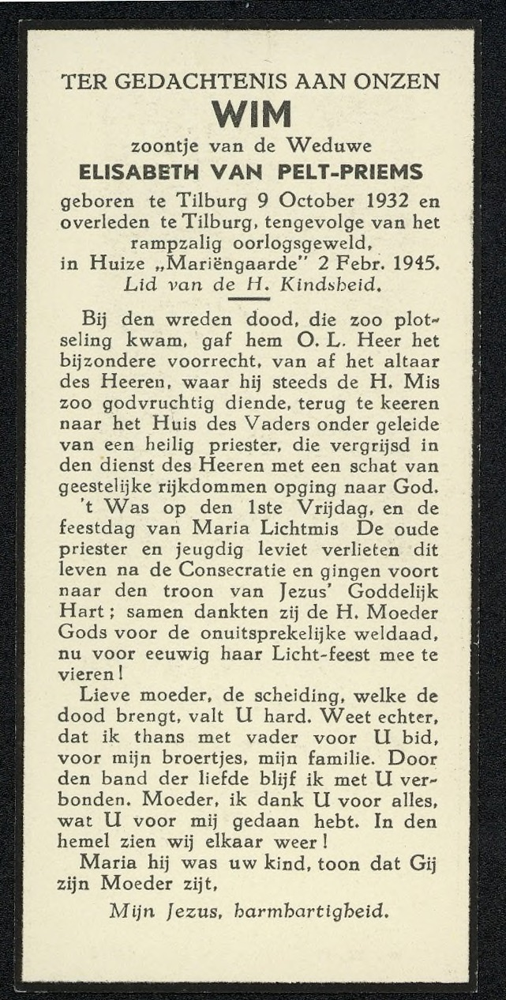 TER GEDACHTENIS AAN ONZEN
WIM
zoontje van de Weduwe
ELISABETH VAN PELT-PRIEMS
geboren te Tilburg 9 October 1932 en
overleden te Tilburg, tengevolge van het
rampzalig oorlogsgeweld,
in Huize „Mariëngaarde” 2 Febr. 1945.
Lid van de H. Kindsheid.
Bij den wreden dood, die zoo plot-
seling kwam, gaf hem O. L. Heer het
bijzondere voorrecht, van af het altaar
des Heeren, waar hij steeds de H. Mis
zoo godvruchtig diende, terug te keeren
naar het Huis des Vaders onder geleide
van een heilig priester, die vergrijsd in
den dienst des Heeren met een schat van
geestelijke rijkdommen opging naar God.
't Was op den 1ste Vrijdag, en de
feestdag van Maria Lichtmis De oude
priester en jeugdig leviet verlieten dit
leven na de Consecratie en gingen voort
naar den troon van Jezus' Goddelijk
Hart; samen dankten zij de H. Moeder
Gods voor de onuitsprekelijke weldaad,
nu voor eeuwig haar Licht-feest mee te
vieren!
Lieve moeder, de scheiding, welke de
dood brengt, valt U hard. Weet echter,
dat ik thans met vader voor U bid,
voor mijn broertjes, mijn familie. Door
den band der liefde blijf ik met U ver-
bonden. Moeder, ik dank U voor alles,
wat U voor mij gedaan hebt. In den
hemel zien wij elkaar weer!
Maria hij was uw kind, toon dat Gij
zijn Moeder zijt,
Mijn Jezus, barmhartigheid.